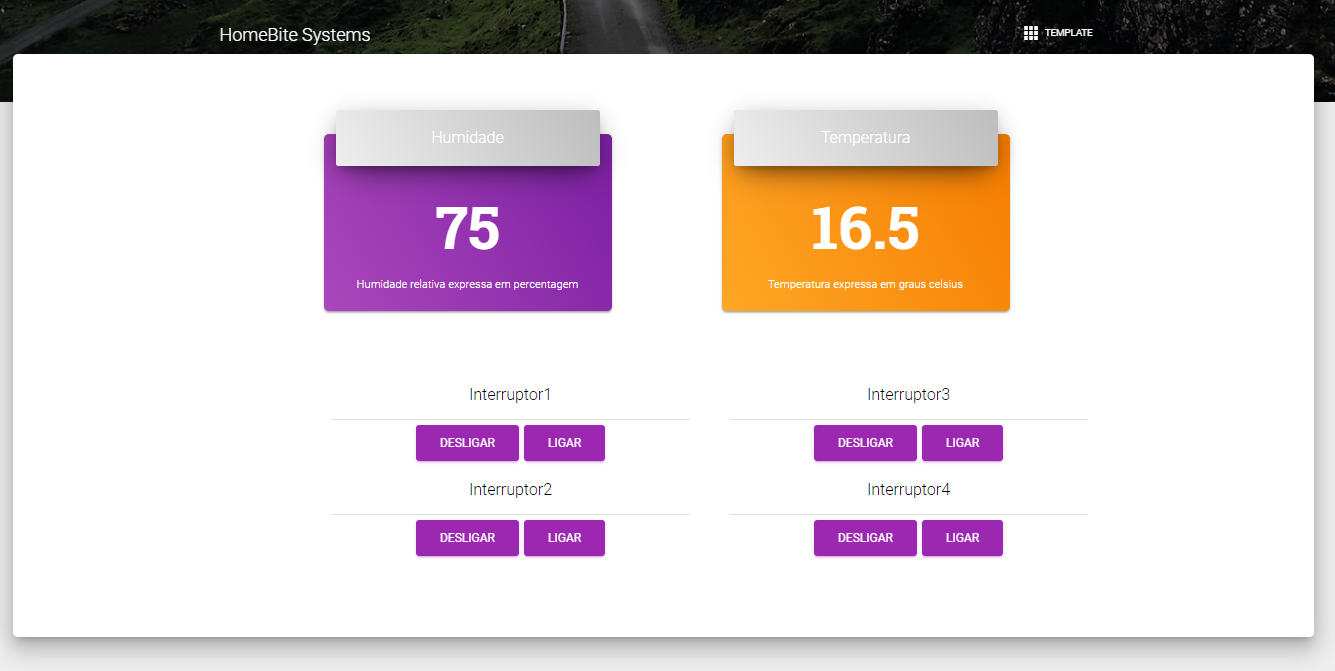 HomeBite Systems
TEMPLATE
Humidade
75
Humidade relativa expressa em percentagem
Temperatura
16.5
Temperatura expressa em graus celsius
Interruptor1
DESLIGAR LIGAR
Interruptor2
DESLIGAR LIGAR
Interruptor3
DESLIGAR LIGAR
Interruptor4
DESLIGAR LIGAR